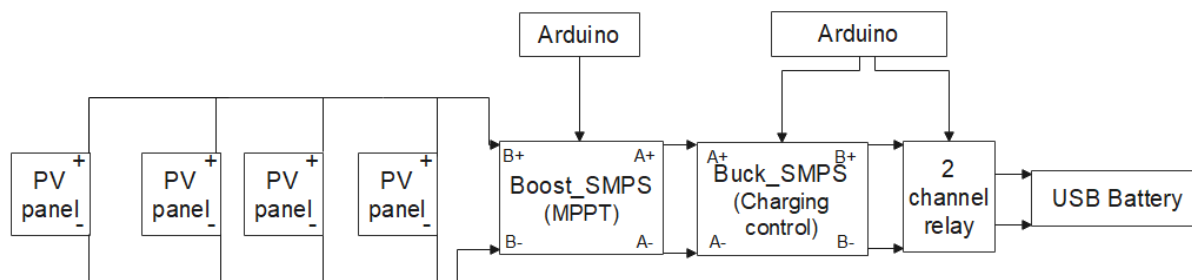 Arduino
Arduino
+
PV
panel
-
+
PV
panel
-
+
PV
panel
-
+
PV
panel
-
B+ A+
Boost_SMPS
(MPPT)
B- A-
A+ B+
Buck_SMPS
(Charging
control)
A- B-
2
channel
relay
USB Battery